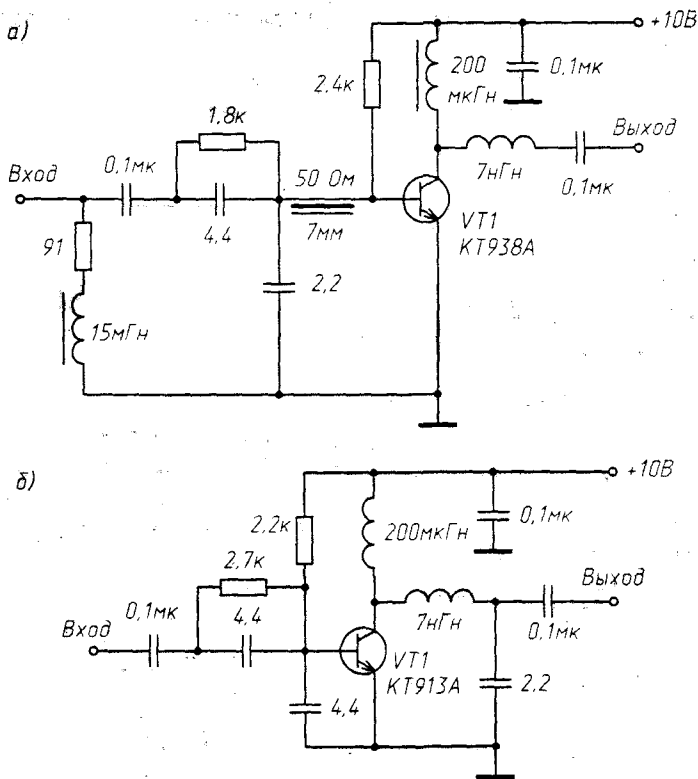 а)
+10В
2,4к
200
мкГн
0,1мк
1,8к
Вход
0,1мк
4,4
50 Ом
7мм
Выход
7нГн
0,1мк
VT1
КТ938А
91
2,2
15мГн
б)
+10В
2,2к
200мкГн
0,1мк
2,7к
Вход
0,1мк
4,4
Выход
7нГн
0,1мк
VT1
КТ913А
4,4
2,2